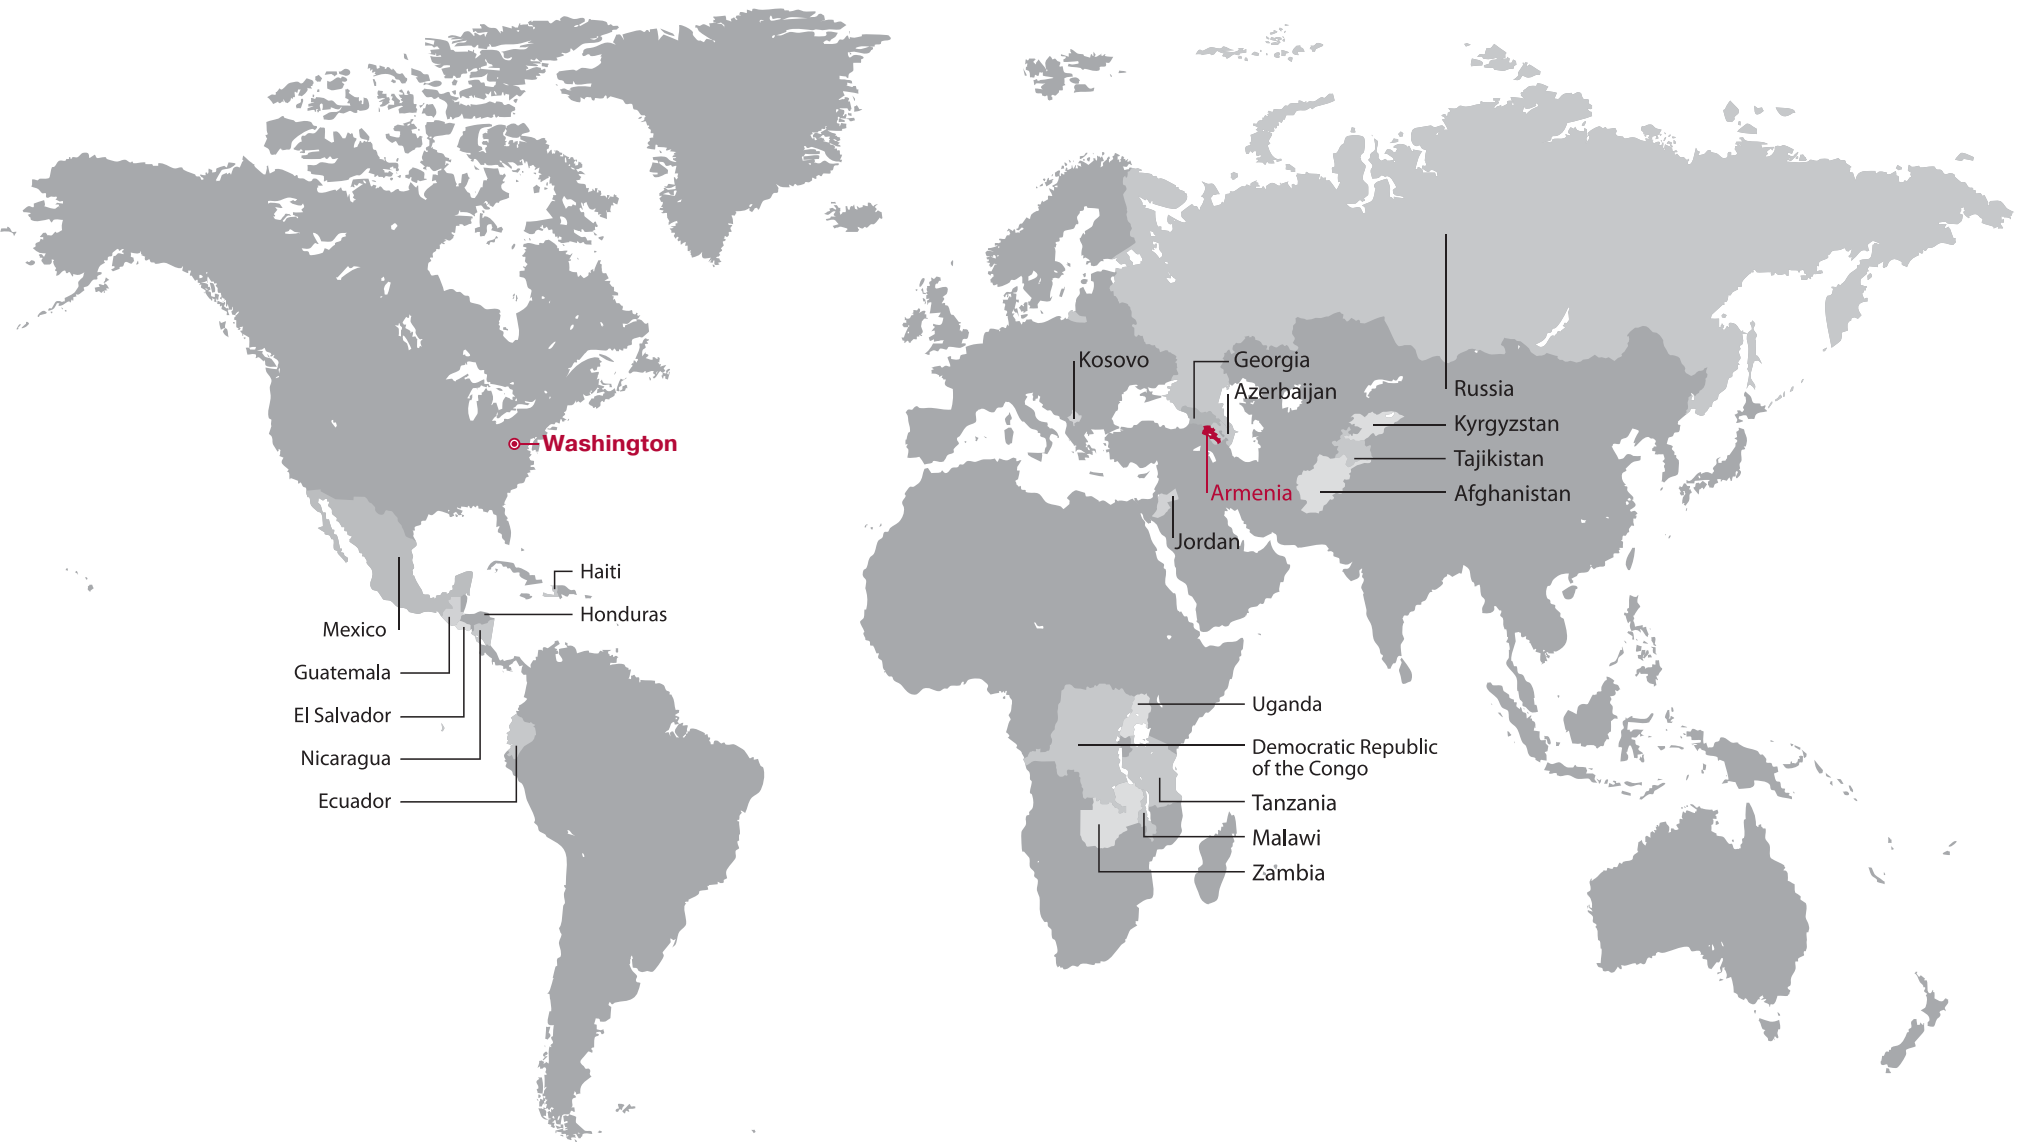 Kosovo
Georgia
Azerbaijan
Russia
Kyrgyzstan
Washington
Tajikistan
Armenia
Afghanistan
Jordan
Haiti
Honduras
Mexico
Guatemala
El Salvador
Nicaragua
Ecuador
Uganda
Democratic Republic
of the Congo
Tanzania
Malawi
Zambia